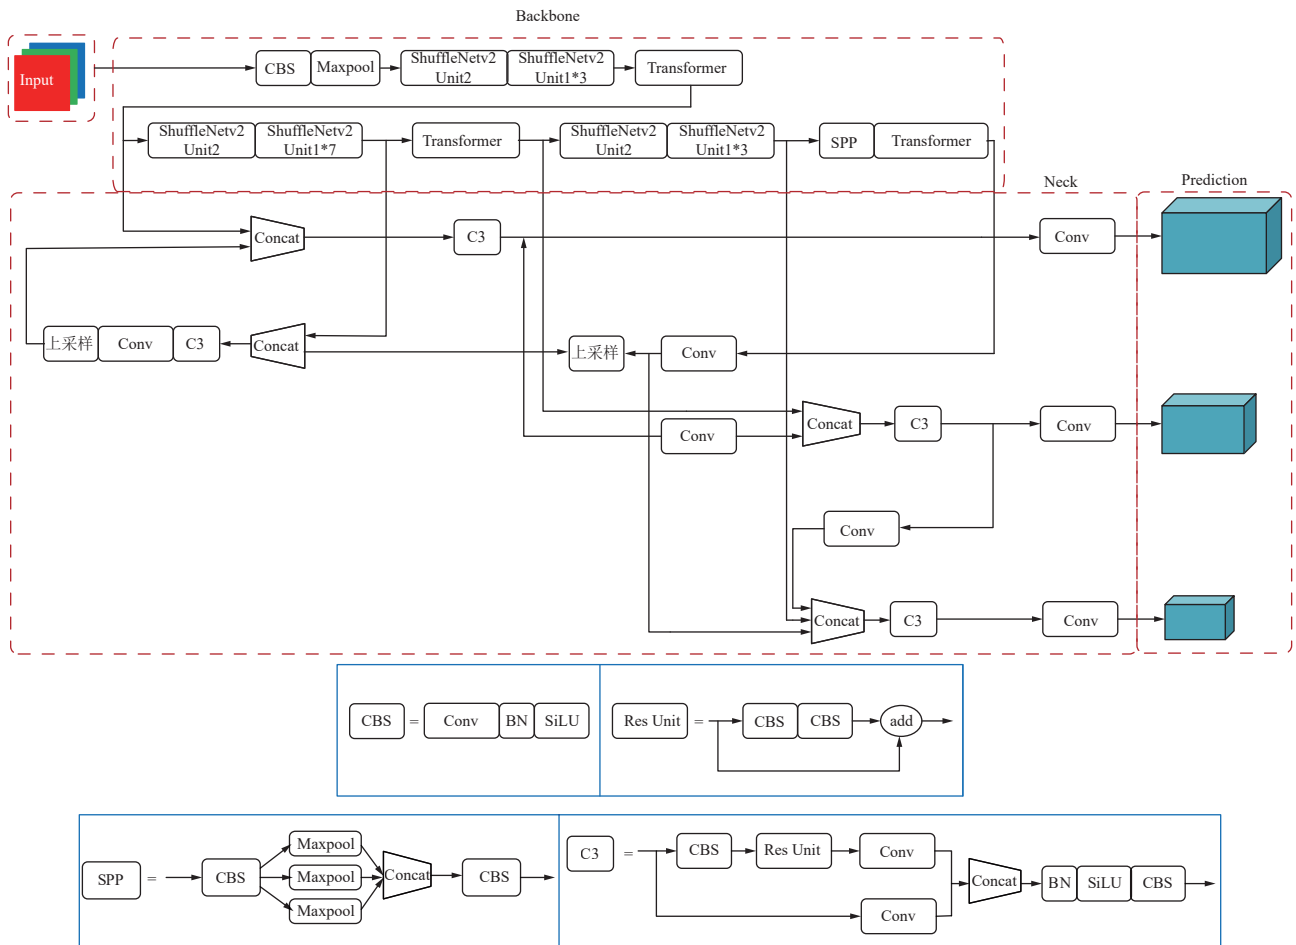 Backbone
Input
CBS
Maxpool
ShuffleNetv2
Unit2
ShuffleNetv2
Unit1*3
Transformer
ShuffleNetv2
Unit2
ShuffleNetv2
Unit1*7
Transformer
ShuffleNetv2
Unit2
ShuffleNetv2
Unit1*3
SPP
Transformer
Neck
Prediction
Concat
C3
Conv
上采样
Conv
C3
Concat
上采样
Conv
Conv
Concat
C3
Conv
Conv
Concat
C3
Conv
CBS
=
Conv
BN
SiLU
Res Unit
=
CBS
CBS
add
SPP
=
CBS
Maxpool
Maxpool
Maxpool
Concat
CBS
C3
=
CBS
Res Unit
Conv
Conv
Concat
BN
SiLU
CBS